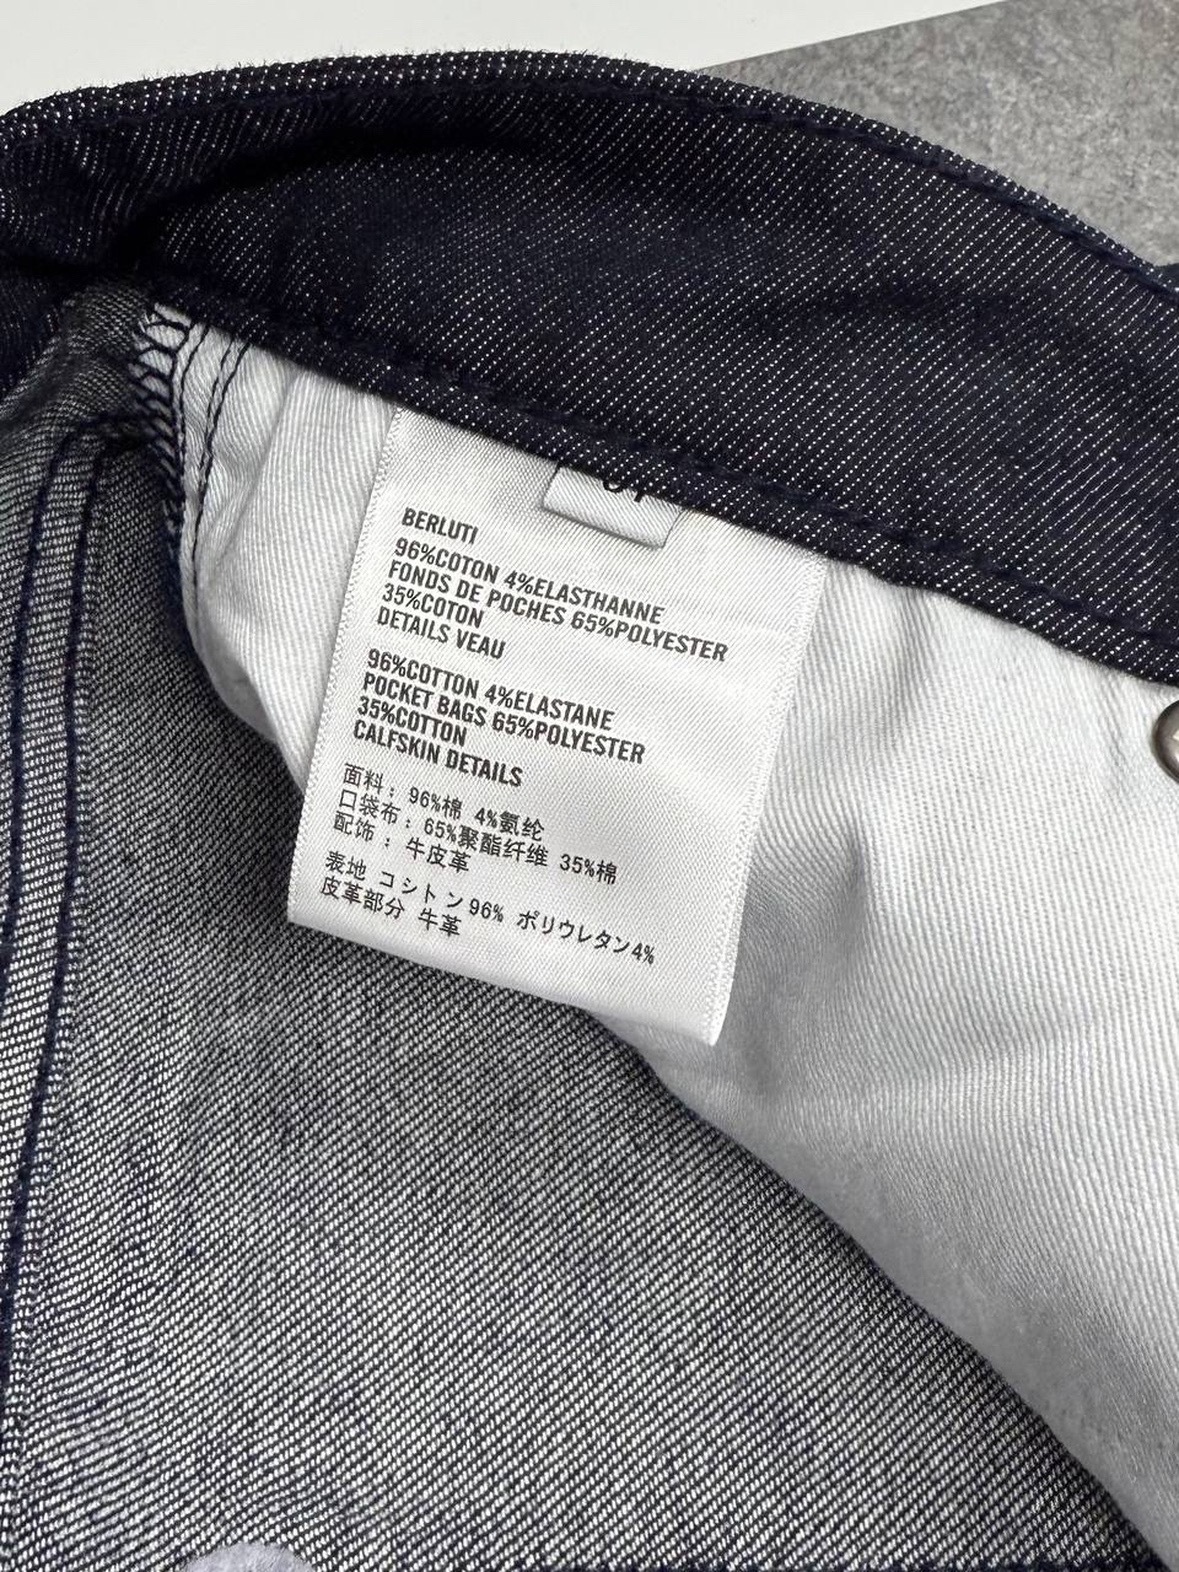 BERLUTI
96%COTON 4%ELASTHANNE
FONDS DE POCHES 65%POLYESTER
35%COTON
DETAILS VEAU
96%COTTON 4%ELASTANE
POCKET BAGS 65%POLYESTER
35%COTTON
CALFSKIN DETAILS
面料：96%棉 4%氨纶
口袋布：65%聚酯纤维 35%棉
配饰：牛皮革
表地 コシトン96% ポリウレタン4%
皮革部分 牛革